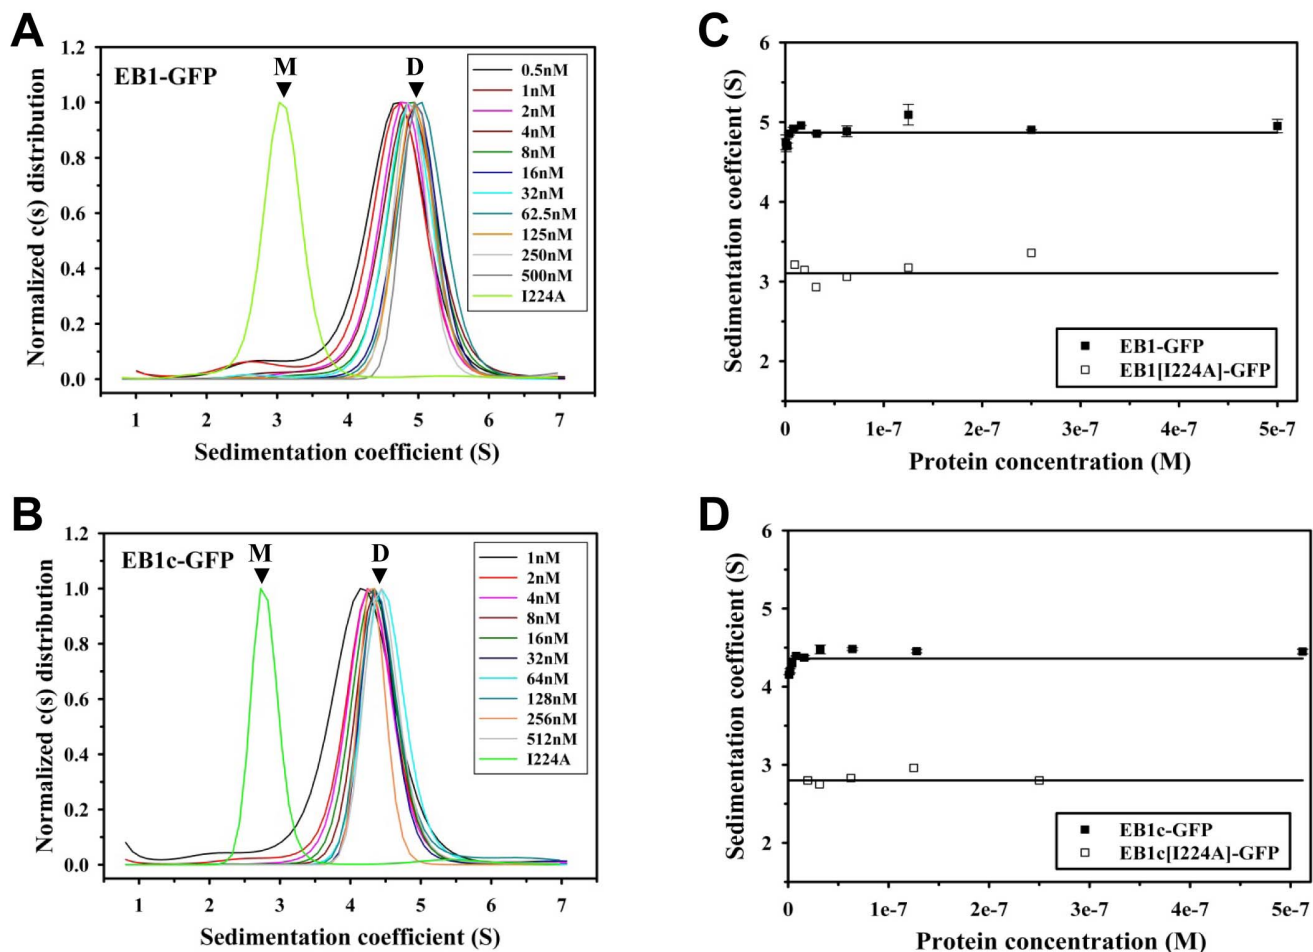 A
EB1-GFP
M
D
0.5nM
1nM
2nM
4nM
8nM
16nM
32nM
62.5nM
125nM
250nM
500nM
I224A
1.2
1.0
0.8
0.6
0.4
0.2
0.0
Normalized c(s) distribution
1 2 3 4 5 6 7
Sedimentation coefficient (S)
C
6
5
4
3
2
Sedimentation coeffcient (S)
EB1-GFP
EB1[I224A]-GFP
0 1e-7 2e-7 3e-7 4e-7 5e-7
Protein concentration (M)
B
EB1c-GFP
M
D
1nM
2nM
4nM
8nM
16nM
32nM
64nM
128nM
256nM
512nM
I224A
1.2
1.0
0.8
0.6
0.4
0.2
0.0
Normalized c(s) distribution
1 2 3 4 5 6 7
Sedimentation coefficient (S)
D
6
5
4
3
2
Sedimentation coefficient (S)
EB1c-GFP
EB1c[I224A]-GFP
0 1e-7 2e-7 3e-7 4e-7 5e-7
Protein concentration (M)